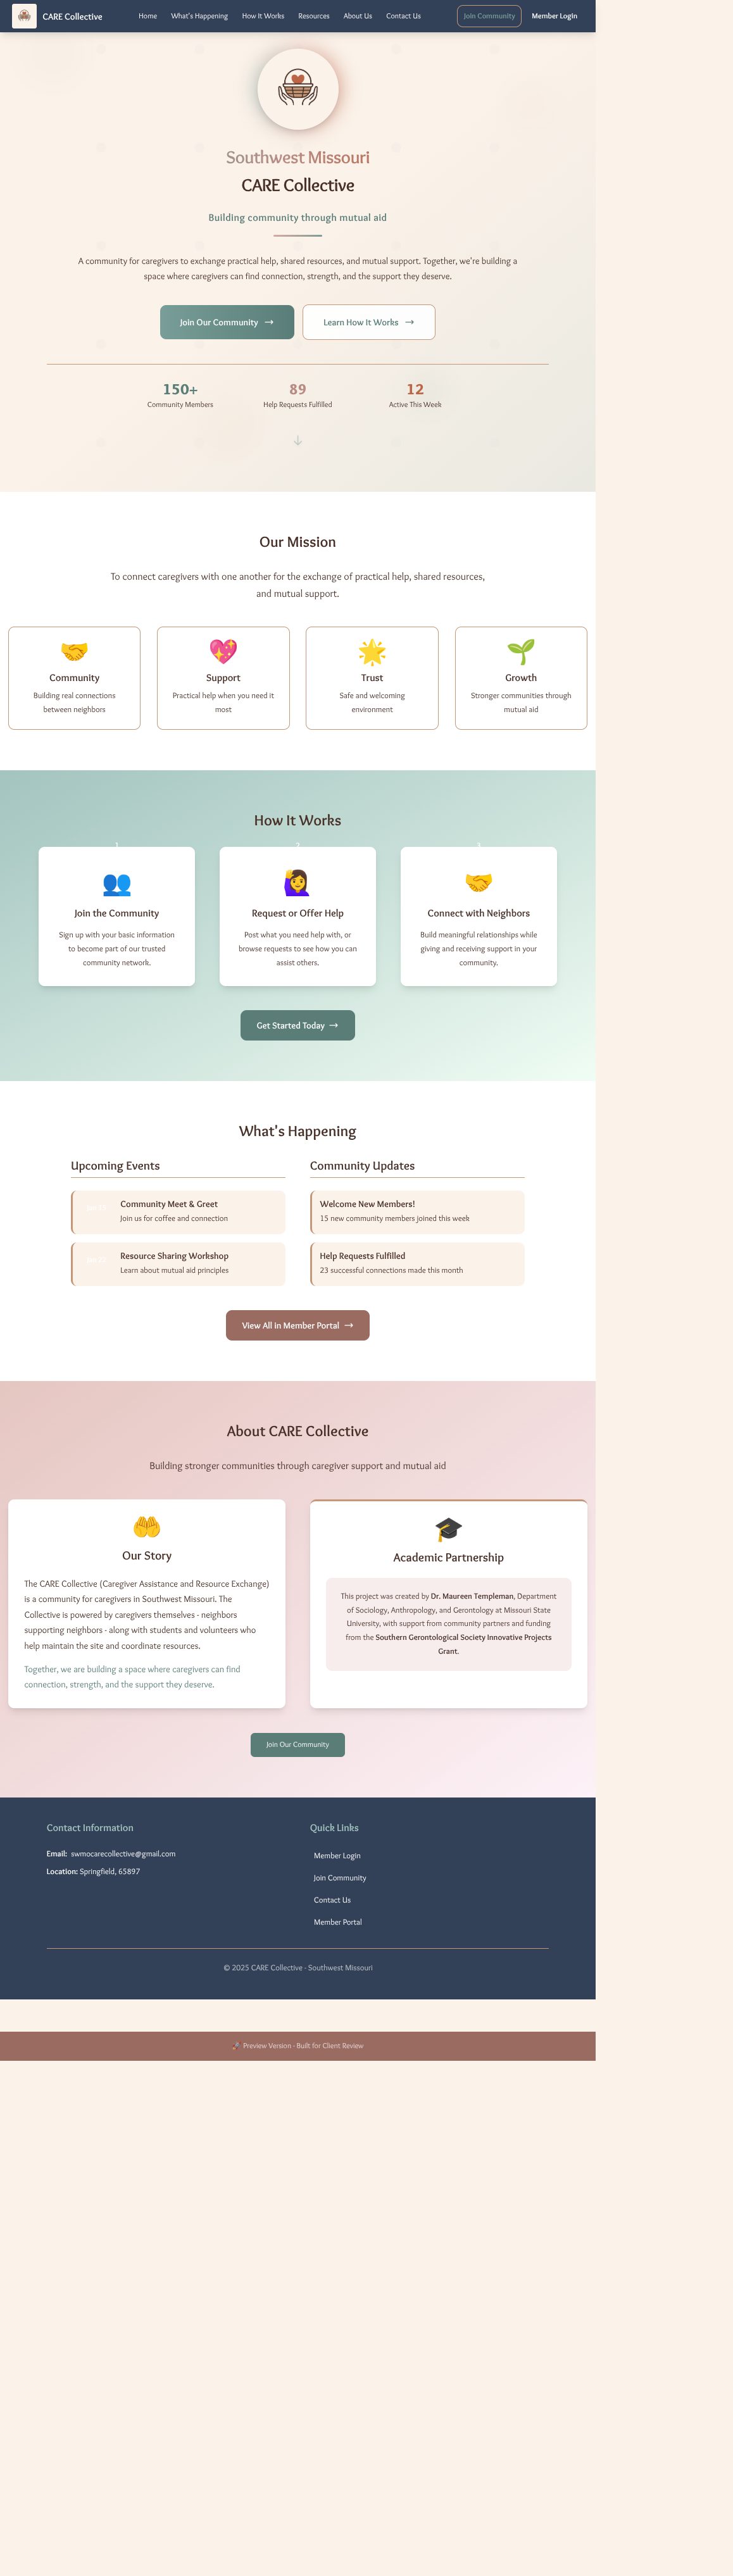 CARE Collective
Home
What's Happening
How It Works
Resources
About Us
Contact Us
Join Community
Member Login
Southwest Missouri
CARE Collective
Building community through mutual aid
A community for caregivers to exchange practical help, shared resources, and mutual support. Together, we're building a
space where caregivers can find connection, strength, and the support they deserve.
Join Our Community →
Learn How It Works →
150+
Community Members
89
Help Requests Fulfilled
12
Active This Week
↓
Our Mission
To connect caregivers with one another for the exchange of practical help, shared resources,
and mutual support.
Community
Building real connections
between neighbors
Support
Practical help when you need it
most
Trust
Safe and welcoming
environment
Growth
Stronger communities through
mutual aid
How It Works
Join the Community
Sign up with your basic information
to become part of our trusted
community network.
Request or Offer Help
Post what you need help with, or
browse requests to see how you can
assist others.
Connect with Neighbors
Build meaningful relationships while
giving and receiving support in your
community.
Get Started Today →
What's Happening
Upcoming Events
Community Meet & Greet
Join us for coffee and connection
Resource Sharing Workshop
Learn about mutual aid principles
Community Updates
Welcome New Members!
15 new community members joined this week
Help Requests Fulfilled
23 successful connections made this month
View All in Member Portal →
About CARE Collective
Building stronger communities through caregiver support and mutual aid
Our Story
The CARE Collective (Caregiver Assistance and Resource Exchange)
is a community for caregivers in Southwest Missouri. The
Collective is powered by caregivers themselves - neighbors
supporting neighbors - along with students and volunteers who
help maintain the site and coordinate resources.
Together, we are building a space where caregivers can find
connection, strength, and the support they deserve.
Academic Partnership
This project was created by Dr. Maureen Templeman, Department
of Sociology, Anthropology, and Gerontology at Missouri State
University, with support from community partners and funding
from the Southern Gerontological Society Innovative Projects
Grant.
Join Our Community
Contact Information
Email: swmocarecollective@gmail.com
Location: Springfield, 65897
Quick Links
Member Login
Join Community
Contact Us
Member Portal
© 2025 CARE Collective - Southwest Missouri
🚀 Preview Version - Built for Client Review